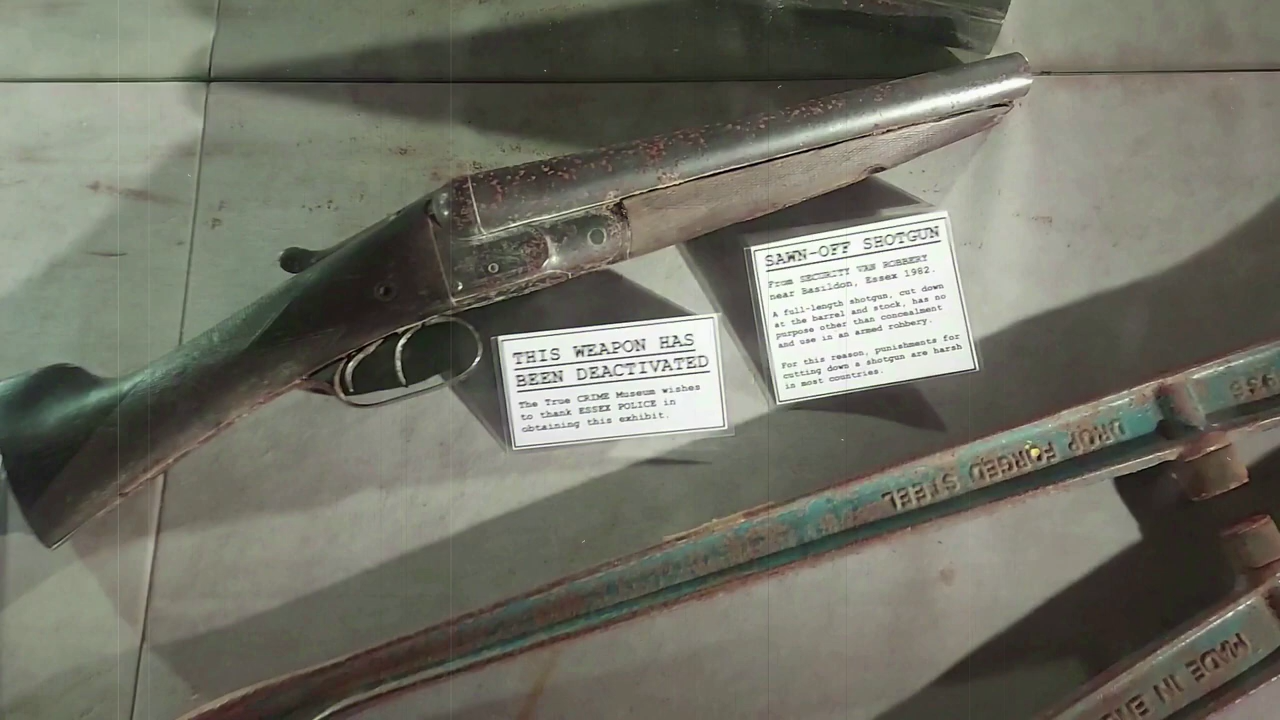 SAWN-OFF SHOTGUN
From SECURITY VAN ROBBERY
near Basildon, Essex 1982.
A full-length shotgun, cut down
at the barrel and stock, has no
purpose other than concealment
and use in an armed robbery.
For this reason, punishments for
cutting down a shotgun are harsh
in most countries.
THIS WEAPON HAS
BEEN DEACTIVATED
The True CRIME Museum wishes
to thank ESSEX POLICE in
obtaining this exhibit.
DROP FORGED STEEL
MADE IN